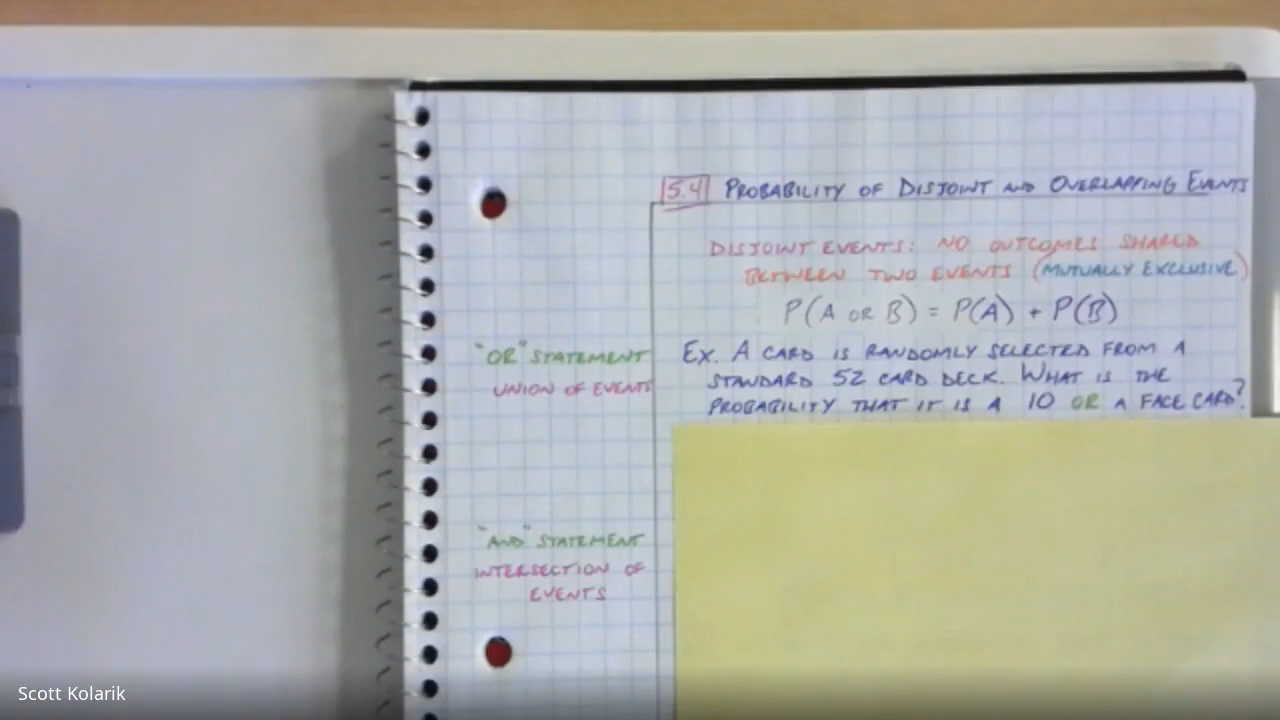 5.4 PROBABILITY OF DISJOINT AND OVERLAPPING EVENTS
DISJOINT EVENTS: NO OUTCOMES SHARED
BETWEEN TWO EVENTS (MUTUALLY EXCLUSIVE)
P(A OR B) = P(A) + P(B)
"OR" STATEMENT
UNION OF EVENTS
EX. A CARD IS RANDOMLY SELECTED FROM A
STANDARD 52 CARD DECK. WHAT IS THE
PROBABILITY THAT IT IS A 10 OR A FACE CARD?
"AND" STATEMENT
INTERSECTION OF
EVENTS
Scott Kolarik